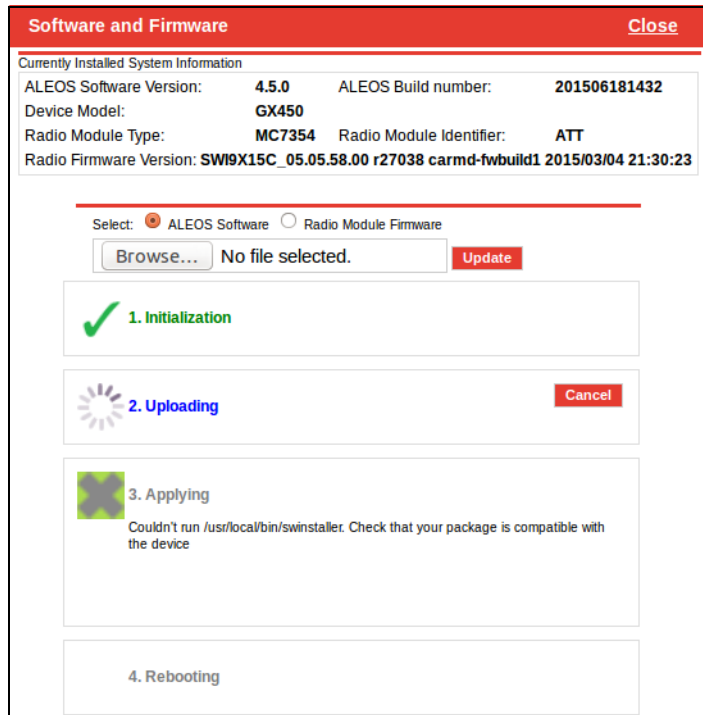 Software and Firmware Close
Currently Installed System Information
ALEOS Software Version: 4.5.0 ALEOS Build number: 201506181432
Device Model: GX450
Radio Module Type: MC7354 Radio Module Identifier: ATT
Radio Firmware Version: SWI9X15C_05.05.58.00 r27038 carmd-fwbuild1 2015/03/04 21:30:23
Select: ALEOS Software Radio Module Firmware
Browse... No file selected. Update
1. Initialization
2. Uploading Cancel
3. Applying
Couldn't run /usr/local/bin/swinstaller. Check that your package is compatible with
the device
4. Rebooting